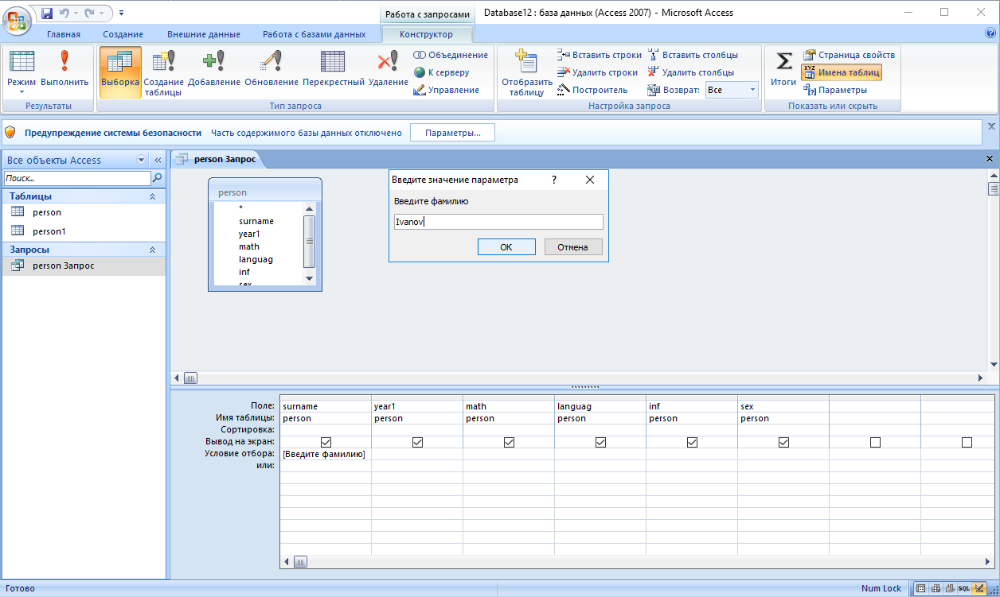 Работа с запросами
Database12 : база данных (Access 2007) - Microsoft Access
Главная Создание Внешние данные Работа с базами данных Конструктор
Режим
Выполнить
Результаты
Выборка
Создание таблицы
Добавление
Обновление
Перекрестный
Удаление
Объединение
К серверу
Управление
Тип запроса
Отобразить таблицу
Вставить строки
Удалить строки
Построитель
Вставить столбцы
Удалить столбцы
Возврат: Все
Настройка запроса
Σ
Итоги
Страница свойств
XYZ Имена таблиц
Параметры
Показать или скрыть
Предупреждение системы безопасности Часть содержимого базы данных отключено Параметры...
Все объекты Access
Поиск...
Таблицы
person
person1
Запросы
person Запрос
person Запрос
person
*
surname
year1
math
languag
inf
sex
Введите значение параметра ?
Введите фамилию
Ivanov
OK Отмена
Поле: surname year1 math languag inf sex
Имя таблицы: person person person person person person
Сортировка:
Вывод на экран:
Условие отбора: [Введите фамилию]
или:
Готово Num Lock SQL